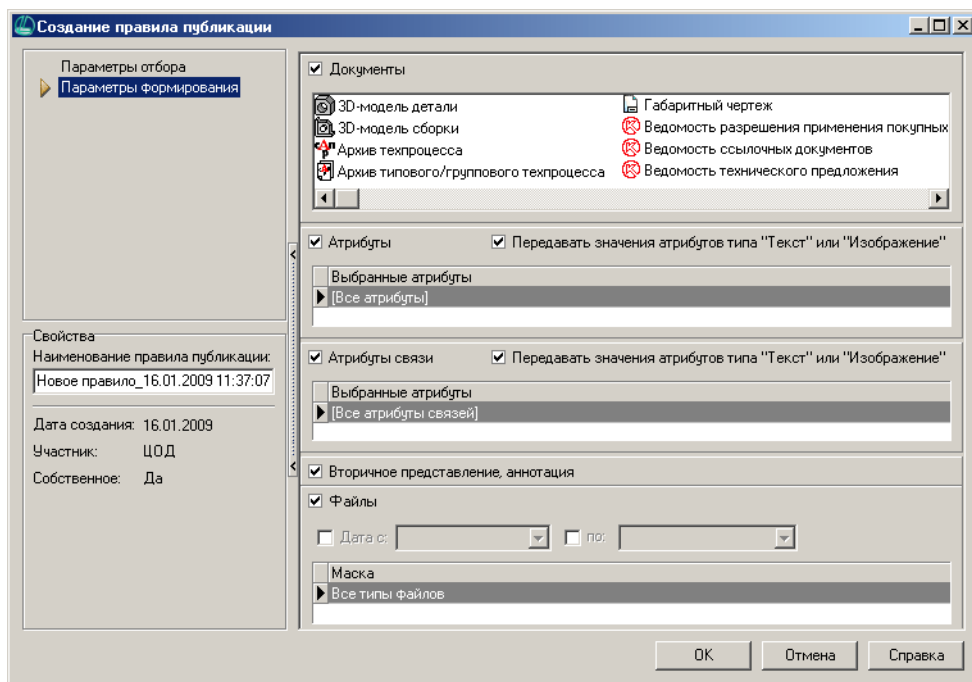 Создание правила публикации
Параметры отбора
Параметры формирования
Свойства
Наименование правила публикации:
Новое правило_16.01.2009 11:37:07
Дата создания: 16.01.2009
Участник: ЦОД
Собственное: Да
Документы
3D-модель детали
3D-модель сборки
Архив техпроцесса
Архив типового/группового техпроцесса
Габаритный чертеж
Ведомость разрешения применения покупных
Ведомость ссылочных документов
Ведомость технического предложения
Атрибуты Передавать значения атрибутов типа "Текст" или "Изображение"
Выбранные атрибуты
[Все атрибуты]
Атрибуты связи Передавать значения атрибутов типа "Текст" или "Изображение"
Выбранные атрибуты
[Все атрибуты связей]
Вторичное представление, аннотация
Файлы
Дата с: по:
Маска
Все типы файлов
OK Отмена Справка